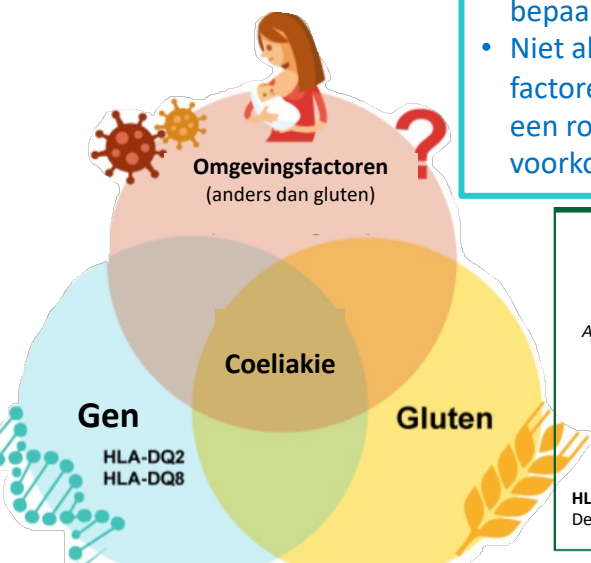 bepaa
• Niet al
factore
een ro
voorko
Omgevingsfactoren
(anders dan gluten)
?
Coeliakie
Gen
HLA-DQ2
HLA-DQ8
Gluten
A
HL
De